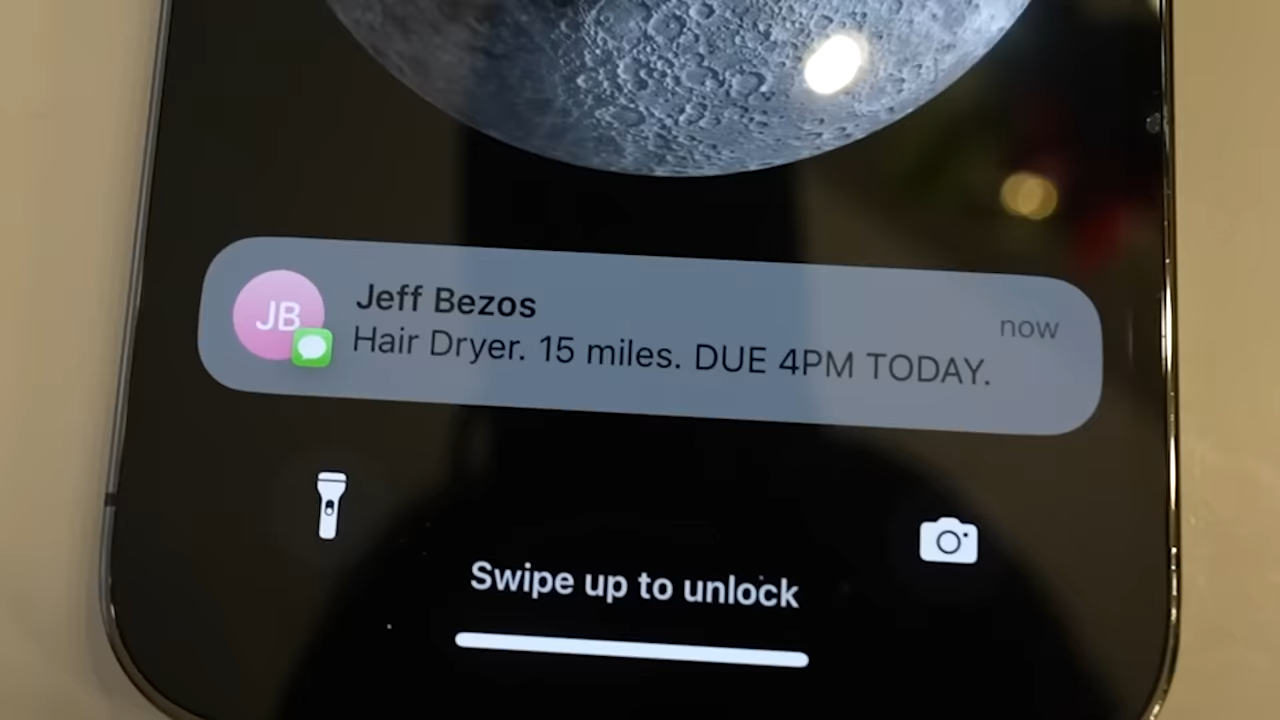 JB
Jeff Bezos
now
Hair Dryer. 15 miles. DUE 4PM TODAY.
Swipe up to unlock